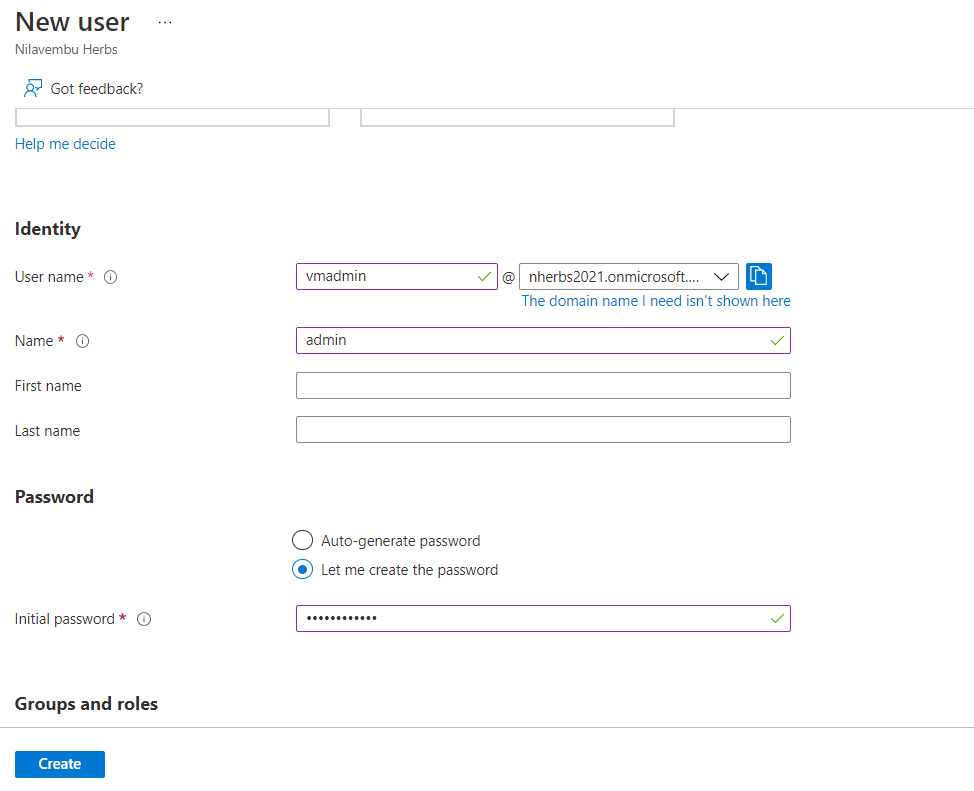 New user ...
Nilavembu Herbs
Got feedback?
Help me decide
Identity
User name * vmadmin @ nherbs2021.onmicrosoft....
The domain name I need isn't shown here
Name * admin
First name
Last name
Password
Auto-generate password
Let me create the password
Initial password * ••••••••••••
Groups and roles
Create